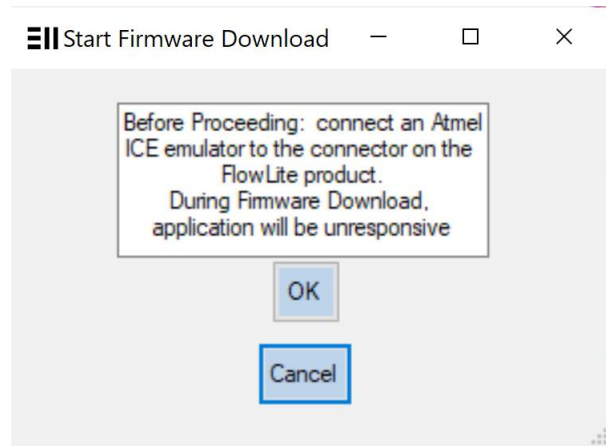 Start Firmware Download
Before Proceeding: connect an Atmel
ICE emulator to the connector on the
FlowLite product.
During Firmware Download,
application will be unresponsive
OK
Cancel